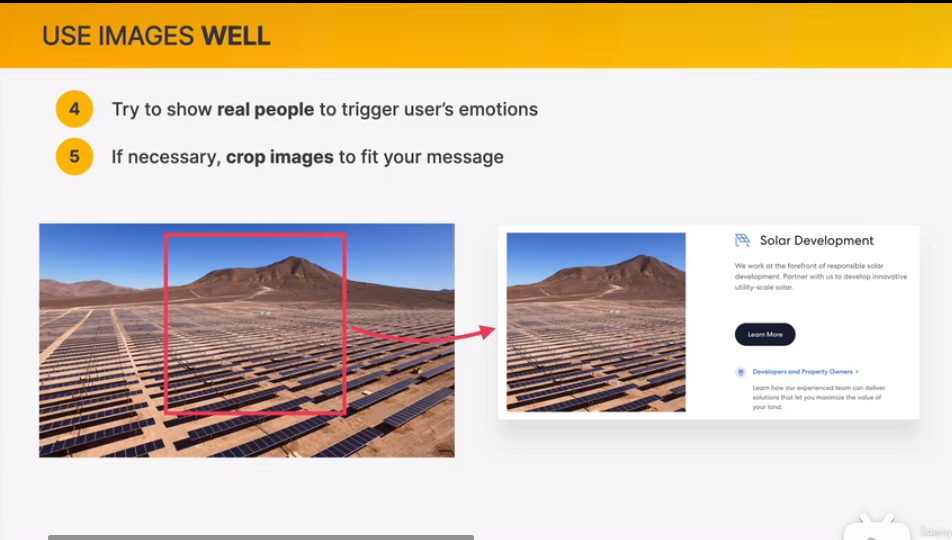 USE IMAGES WELL
4 Try to show real people to trigger user's emotions
5 If necessary, crop images to fit your message
Solar Development
We work at the forefront of responsible solar
development. Partner with us to develop innovative
utility-scale solar.
Learn More
Developers and Property Owners >
Learn how our experienced team can deliver
solutions that let you maximize the value of
your land.
ûdemy